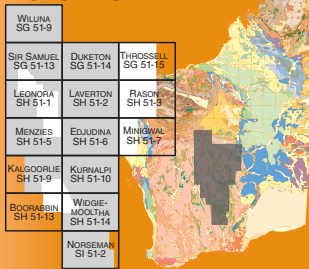 WILUNA
SG 51-9
SIR SAMUEL
SG 51-13
DUKETON
SG 51-14
THROSSELL
SG 51-15
LEONORA
SH 51-1
LAVERTON
SH 51-2
RASON
SH 51-3
MENZIES
SH 51-5
EDJUDINA
SH 51-6
MINIGWAL
SH 51-7
KALGOORLIE
SH 51-9
KURNALPI
SH 51-10
BOORABBIN
SH 51-13
WIDGIE-
MOOLTHA
SH 51-14
NORSEMAN
SI 51-2